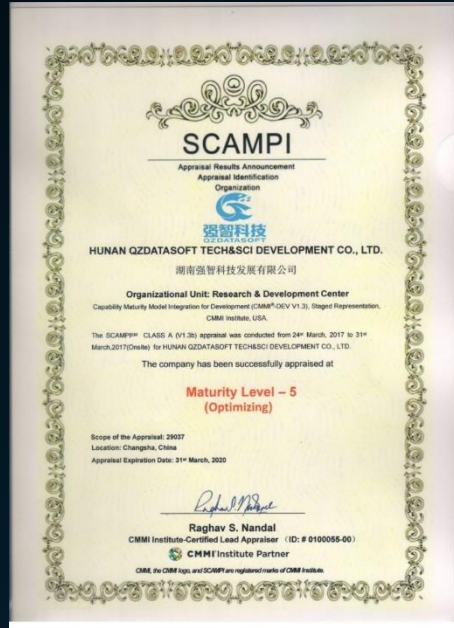 SCAMPI
Appraisal Results Announcement
Appraisal Identification
Organization
强智科技
QZDATASOFT
HUNAN QZDATASOFT TECH&SCI DEVELOPMENT CO., LTD.
湖南强智科技发展有限公司
Organizational Unit: Research & Development Center
Capability Maturity Model Integration for Development (CMMI®-DEV V1.3), Staged Representation,
CMMI Institute, USA.
The SCAMPI℠ CLASS A (V1.3b) appraisal was conducted from 24st March, 2017 to 31st
March,2017(Onsite) for HUNAN QZDATASOFT TECH&SCI DEVELOPMENT CO., LTD.
The company has been successfully appraised at
Maturity Level – 5
(Optimizing)
Scope of the Appraisal: 29037
Location: Changsha, China
Appraisal Expiration Date: 31st March, 2020
Raghav S. Nandal
CMMI Institute-Certified Lead Appraiser (ID: # 0100055-00)
CMMI Institute Partner
CMMI, the CMMI logo, and SCAMPI are registered marks of CMMI Institute.